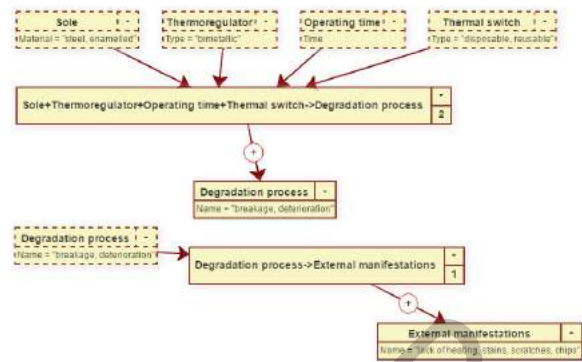 Sole -
Material = "steel, enamelled"
Thermoregulator -
Type = "bimetallic"
Operating time -
Time
Thermal switch -
Type = "disposable, reusable"
Sole+Thermoregulator+Operating time+Thermal switch->Degradation process - 2
+
Degradation process -
Name = "breakage, deterioration"
Degradation process -
Name = "breakage, deterioration"
Degradation process->External manifestations - 1
+
External manifestations -
Name = "lack of heating, stains, scratches, chips"